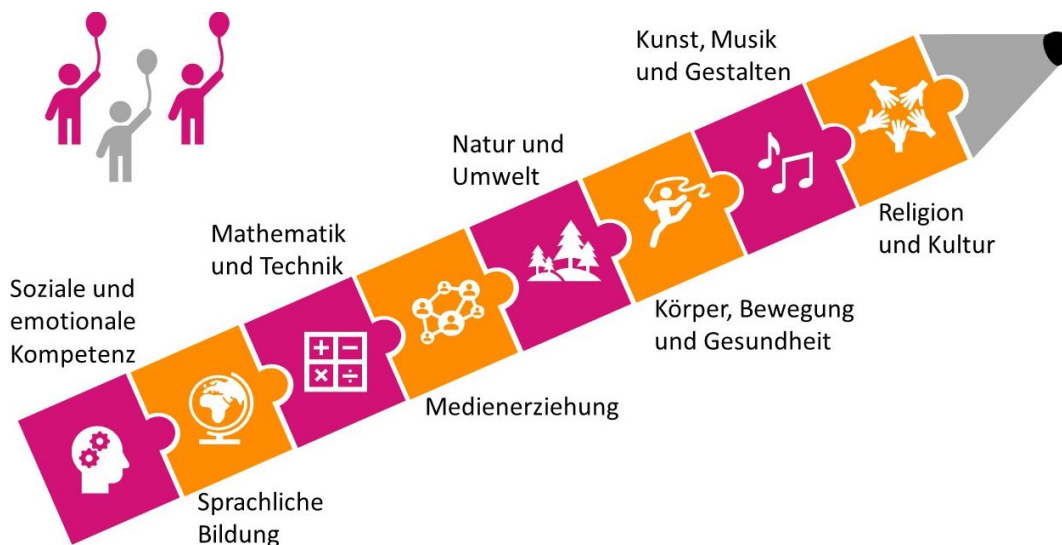 Soziale und
emotionale
Kompetenz
Sprachliche
Bildung
Mathematik
und Technik
Medienerziehung
Natur und
Umwelt
Körper, Bewegung
und Gesundheit
Kunst, Musik
und Gestalten
Religion
und Kultur